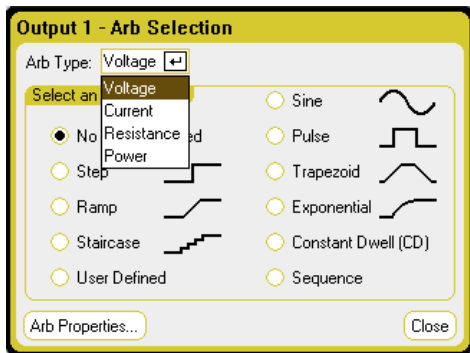 Output 1 - Arb Selection
Arb Type: Voltage
Voltage
Current
Resistance
Power
Select an
No
Step
Ramp
Staircase
User Defined
Sine
Pulse
Trapezoid
Exponential
Constant Dwell (CD)
Sequence
Arb Properties...
Close